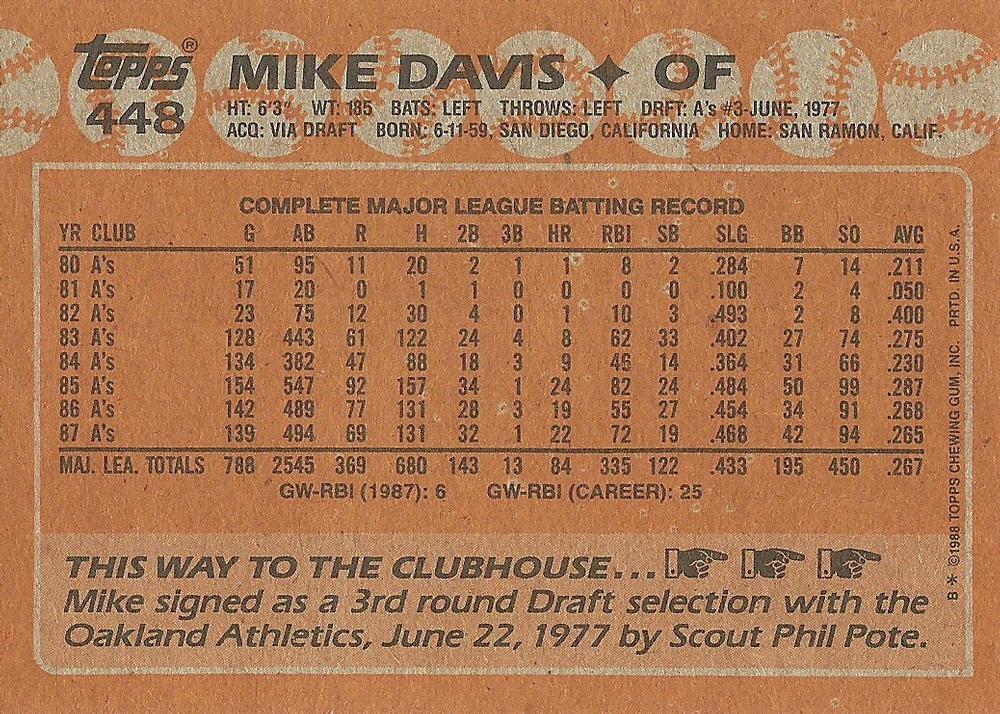 Topps® MIKE DAVIS ✦ OF
448 HT: 6'3" WT: 185 BATS: LEFT THROWS: LEFT DRFT: A's #3-JUNE, 1977
ACQ: VIA DRAFT BORN: 6-11-59, SAN DIEGO, CALIFORNIA HOME: SAN RAMON, CALIF.
COMPLETE MAJOR LEAGUE BATTING RECORD
YR CLUB G AB R H 2B 3B HR RBI SB SLG BB SO AVG
80 A's 51 95 11 20 2 1 1 8 2 .284 7 14 .211
81 A's 17 20 0 1 1 0 0 0 0 .100 2 4 .050
82 A's 23 75 12 30 4 0 1 10 3 .493 2 8 .400
83 A's 128 443 61 122 24 4 8 62 33 .402 27 74 .275
84 A's 134 382 47 88 18 3 9 46 14 .364 31 66 .230
85 A's 154 547 92 157 34 1 24 82 24 .484 50 99 .287
86 A's 142 489 77 131 28 3 19 55 27 .454 34 91 .268
87 A's 139 494 69 131 32 1 22 72 19 .468 42 94 .265
MAJ. LEA. TOTALS 788 2545 369 680 143 13 84 335 122 .433 195 450 .267
GW-RBI (1987): 6 GW-RBI (CAREER): 25
THIS WAY TO THE CLUBHOUSE...
Mike signed as a 3rd round Draft selection with the
Oakland Athletics, June 22, 1977 by Scout Phil Pote.
B * ©1988 TOPPS CHEWING GUM, INC. PRTD. IN U.S.A.